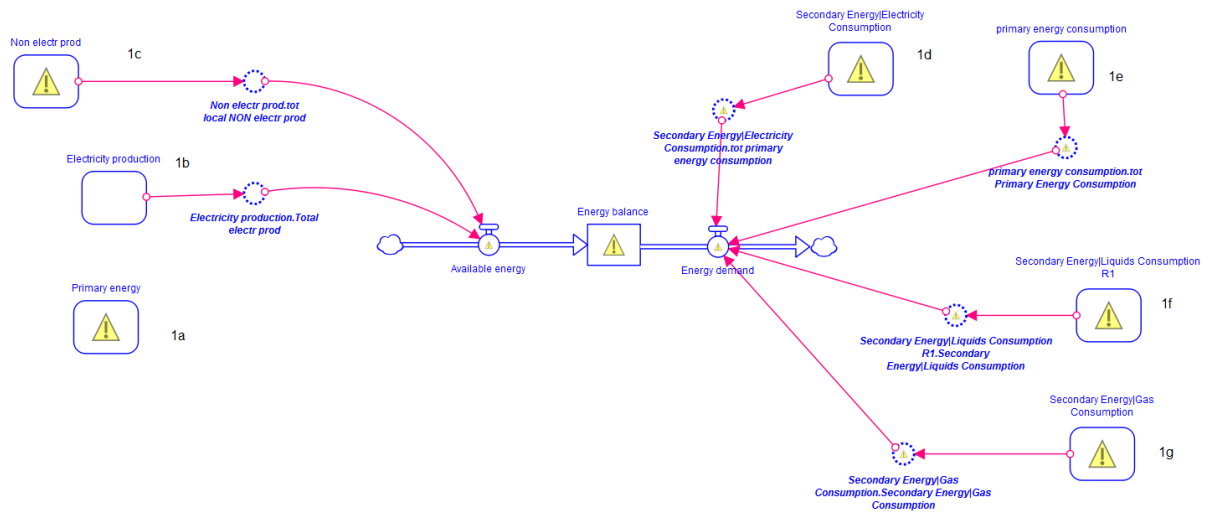 Non electr prod
1c
Non electr prod.tot
local NON electr prod
Electricity production
1b
Electricity production.Total
electr prod
Primary energy
1a
Available energy
Energy balance
Energy demand
Secondary Energy|Electricity
Consumption
1d
Secondary Energy|Electricity
Consumption.tot primary
energy consumption
primary energy consumption
1e
primary energy consumption.tot
Primary Energy Consumption
Secondary Energy|Liquids Consumption
R1
1f
Secondary Energy|Liquids Consumption
R1.Secondary
Energy|Liquids Consumption
Secondary Energy|Gas
Consumption
1g
Secondary Energy|Gas
Consumption.Secondary Energy|Gas
Consumption